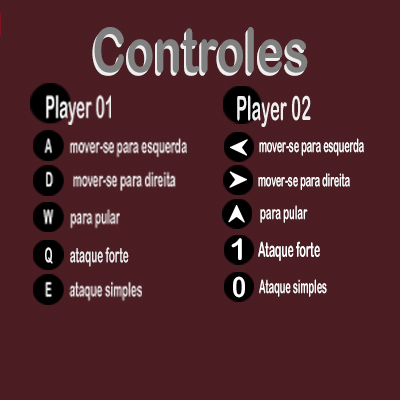 Controles
Player 01
A mover-se para esquerda
D mover-se para direita
W para pular
Q ataque forte
E ataque simples
Player 02
mover-se para esquerda
mover-se para direita
para pular
1 Ataque forte
0 Ataque simples